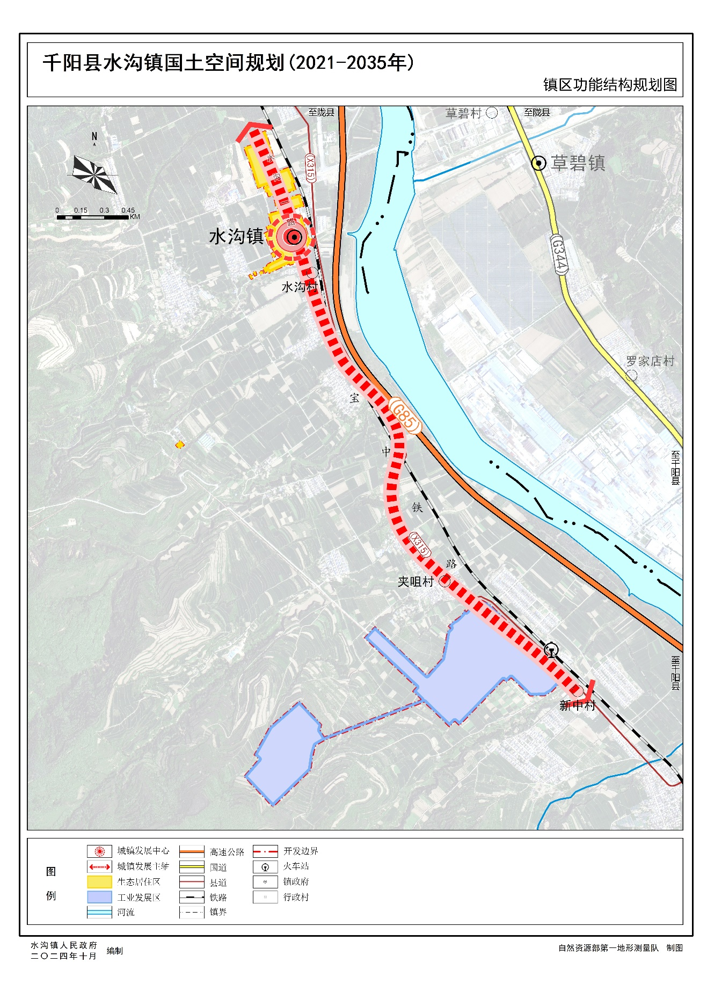 千阳县水沟镇国土空间规划(2021-2035年)
镇区功能结构规划图
至陇县
草碧村
至陇县
N
水
沟
路
X315
草碧镇
0 0.15 0.3 0.45
KM
水沟镇
G344
水沟村
罗家店村
宝
中
铁
路
G85
至千阳县
X315
夹咀村
至千阳县
新中村
图例
城镇发展中心
城镇发展主轴
生态居住区
工业发展区
河流
高速公路
国道
县道
铁路
镇界
开发边界
火车站
镇政府
行政村
水沟镇人民政府
二〇二四年十月
编制
自然资源部第一地形测量队 制图